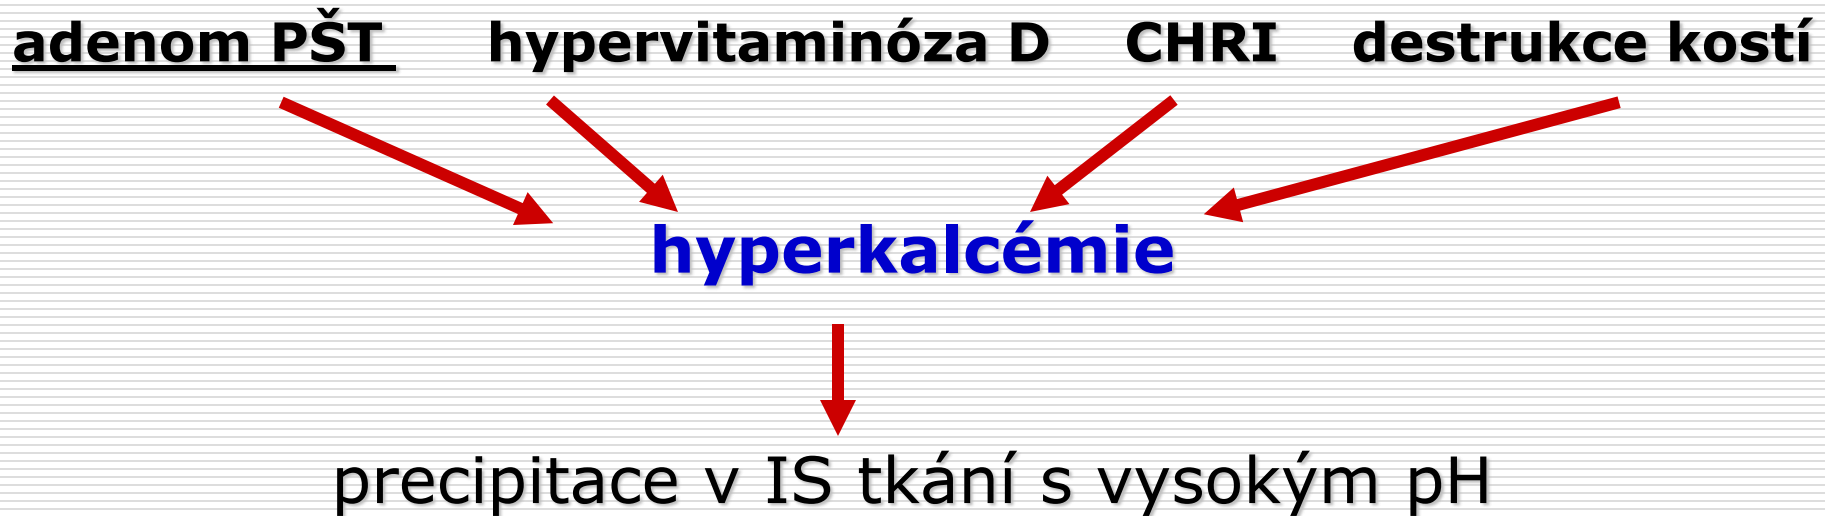 adenom PŠT hypervitaminóza D CHRI destrukce kostí
hyperkalcémie
precipitace v IS tkání s vysokým pH